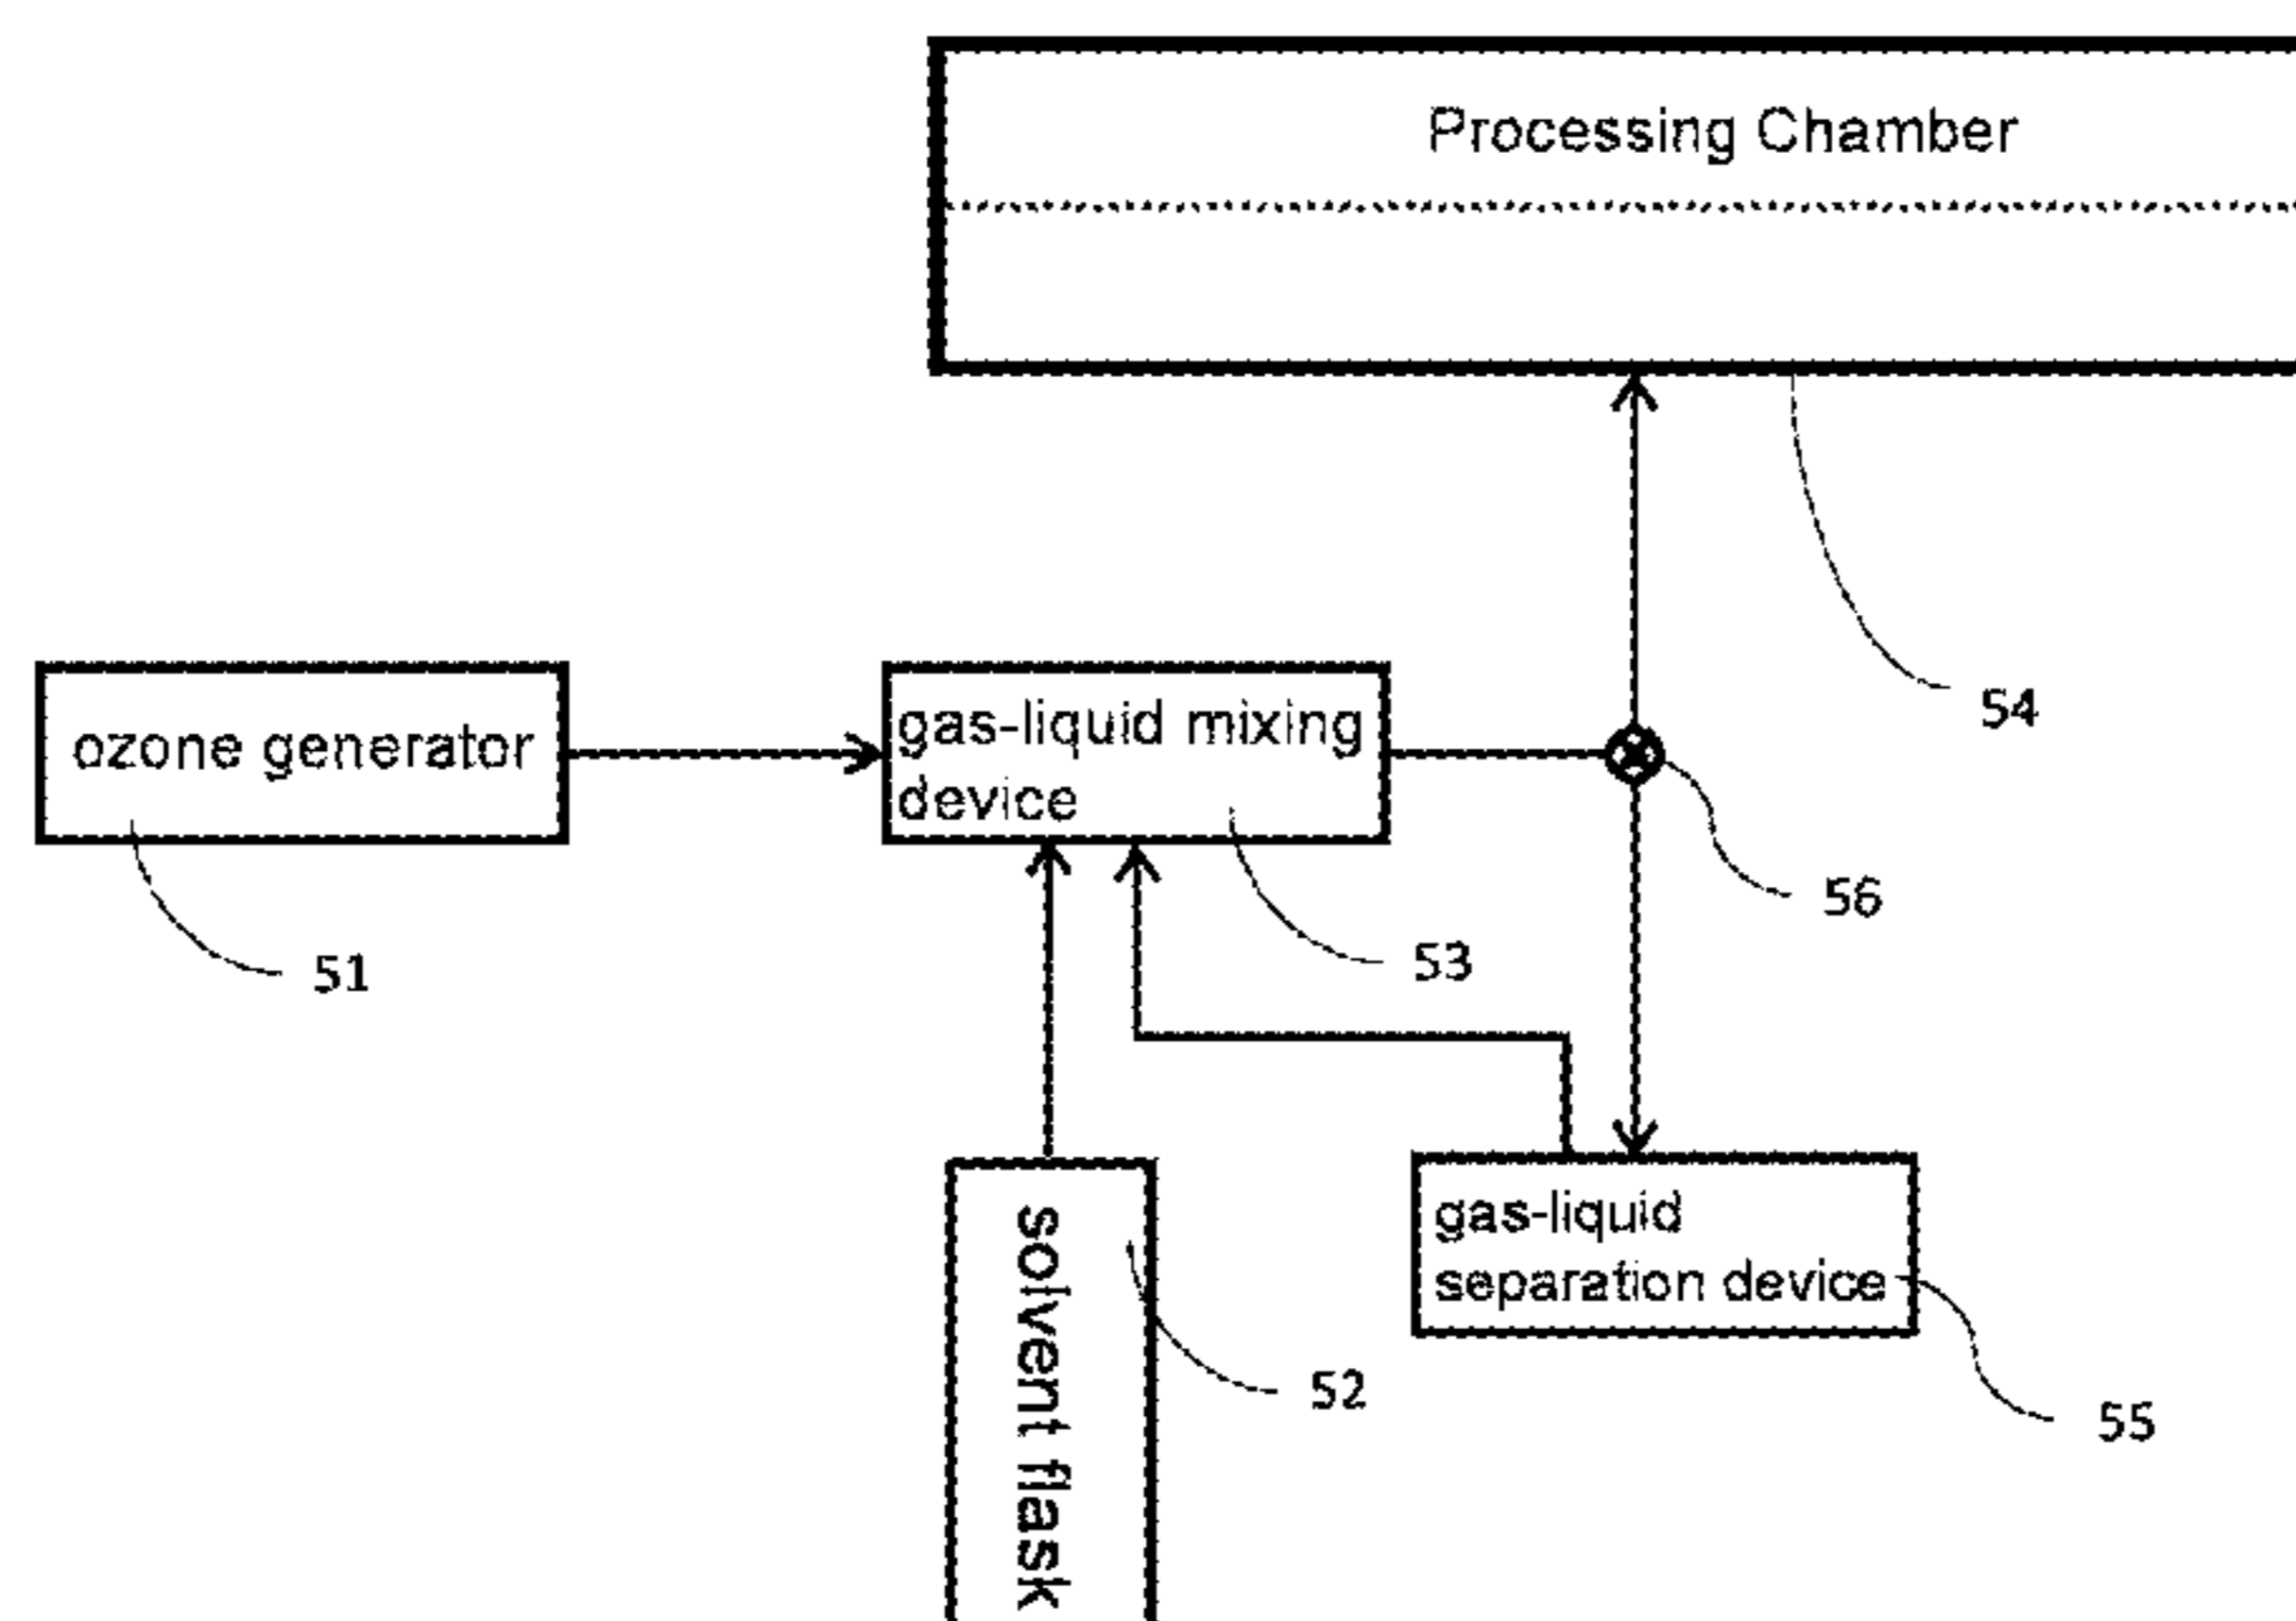 Processing Chamber
54
ozone generator
gas-liquid mixing
device
56
53
51
gas-liquid
separation device
solvent flask
52
55